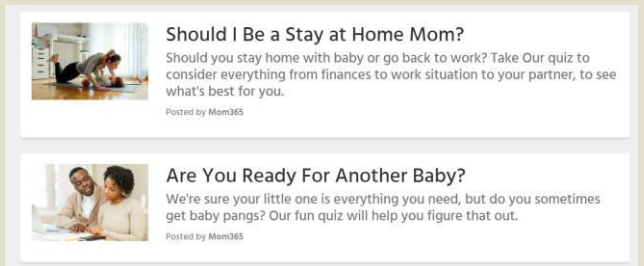 Should I Be a Stay at Home Mom?
Should you stay home with baby or go back to work? Take Our quiz to
consider everything from finances to work situation to your partner, to see
what's best for you.
Posted by Mom365
Are You Ready For Another Baby?
We're sure your little one is everything you need, but do you sometimes
get baby pangs? Our fun quiz will help you figure that out.
Posted by Mom365